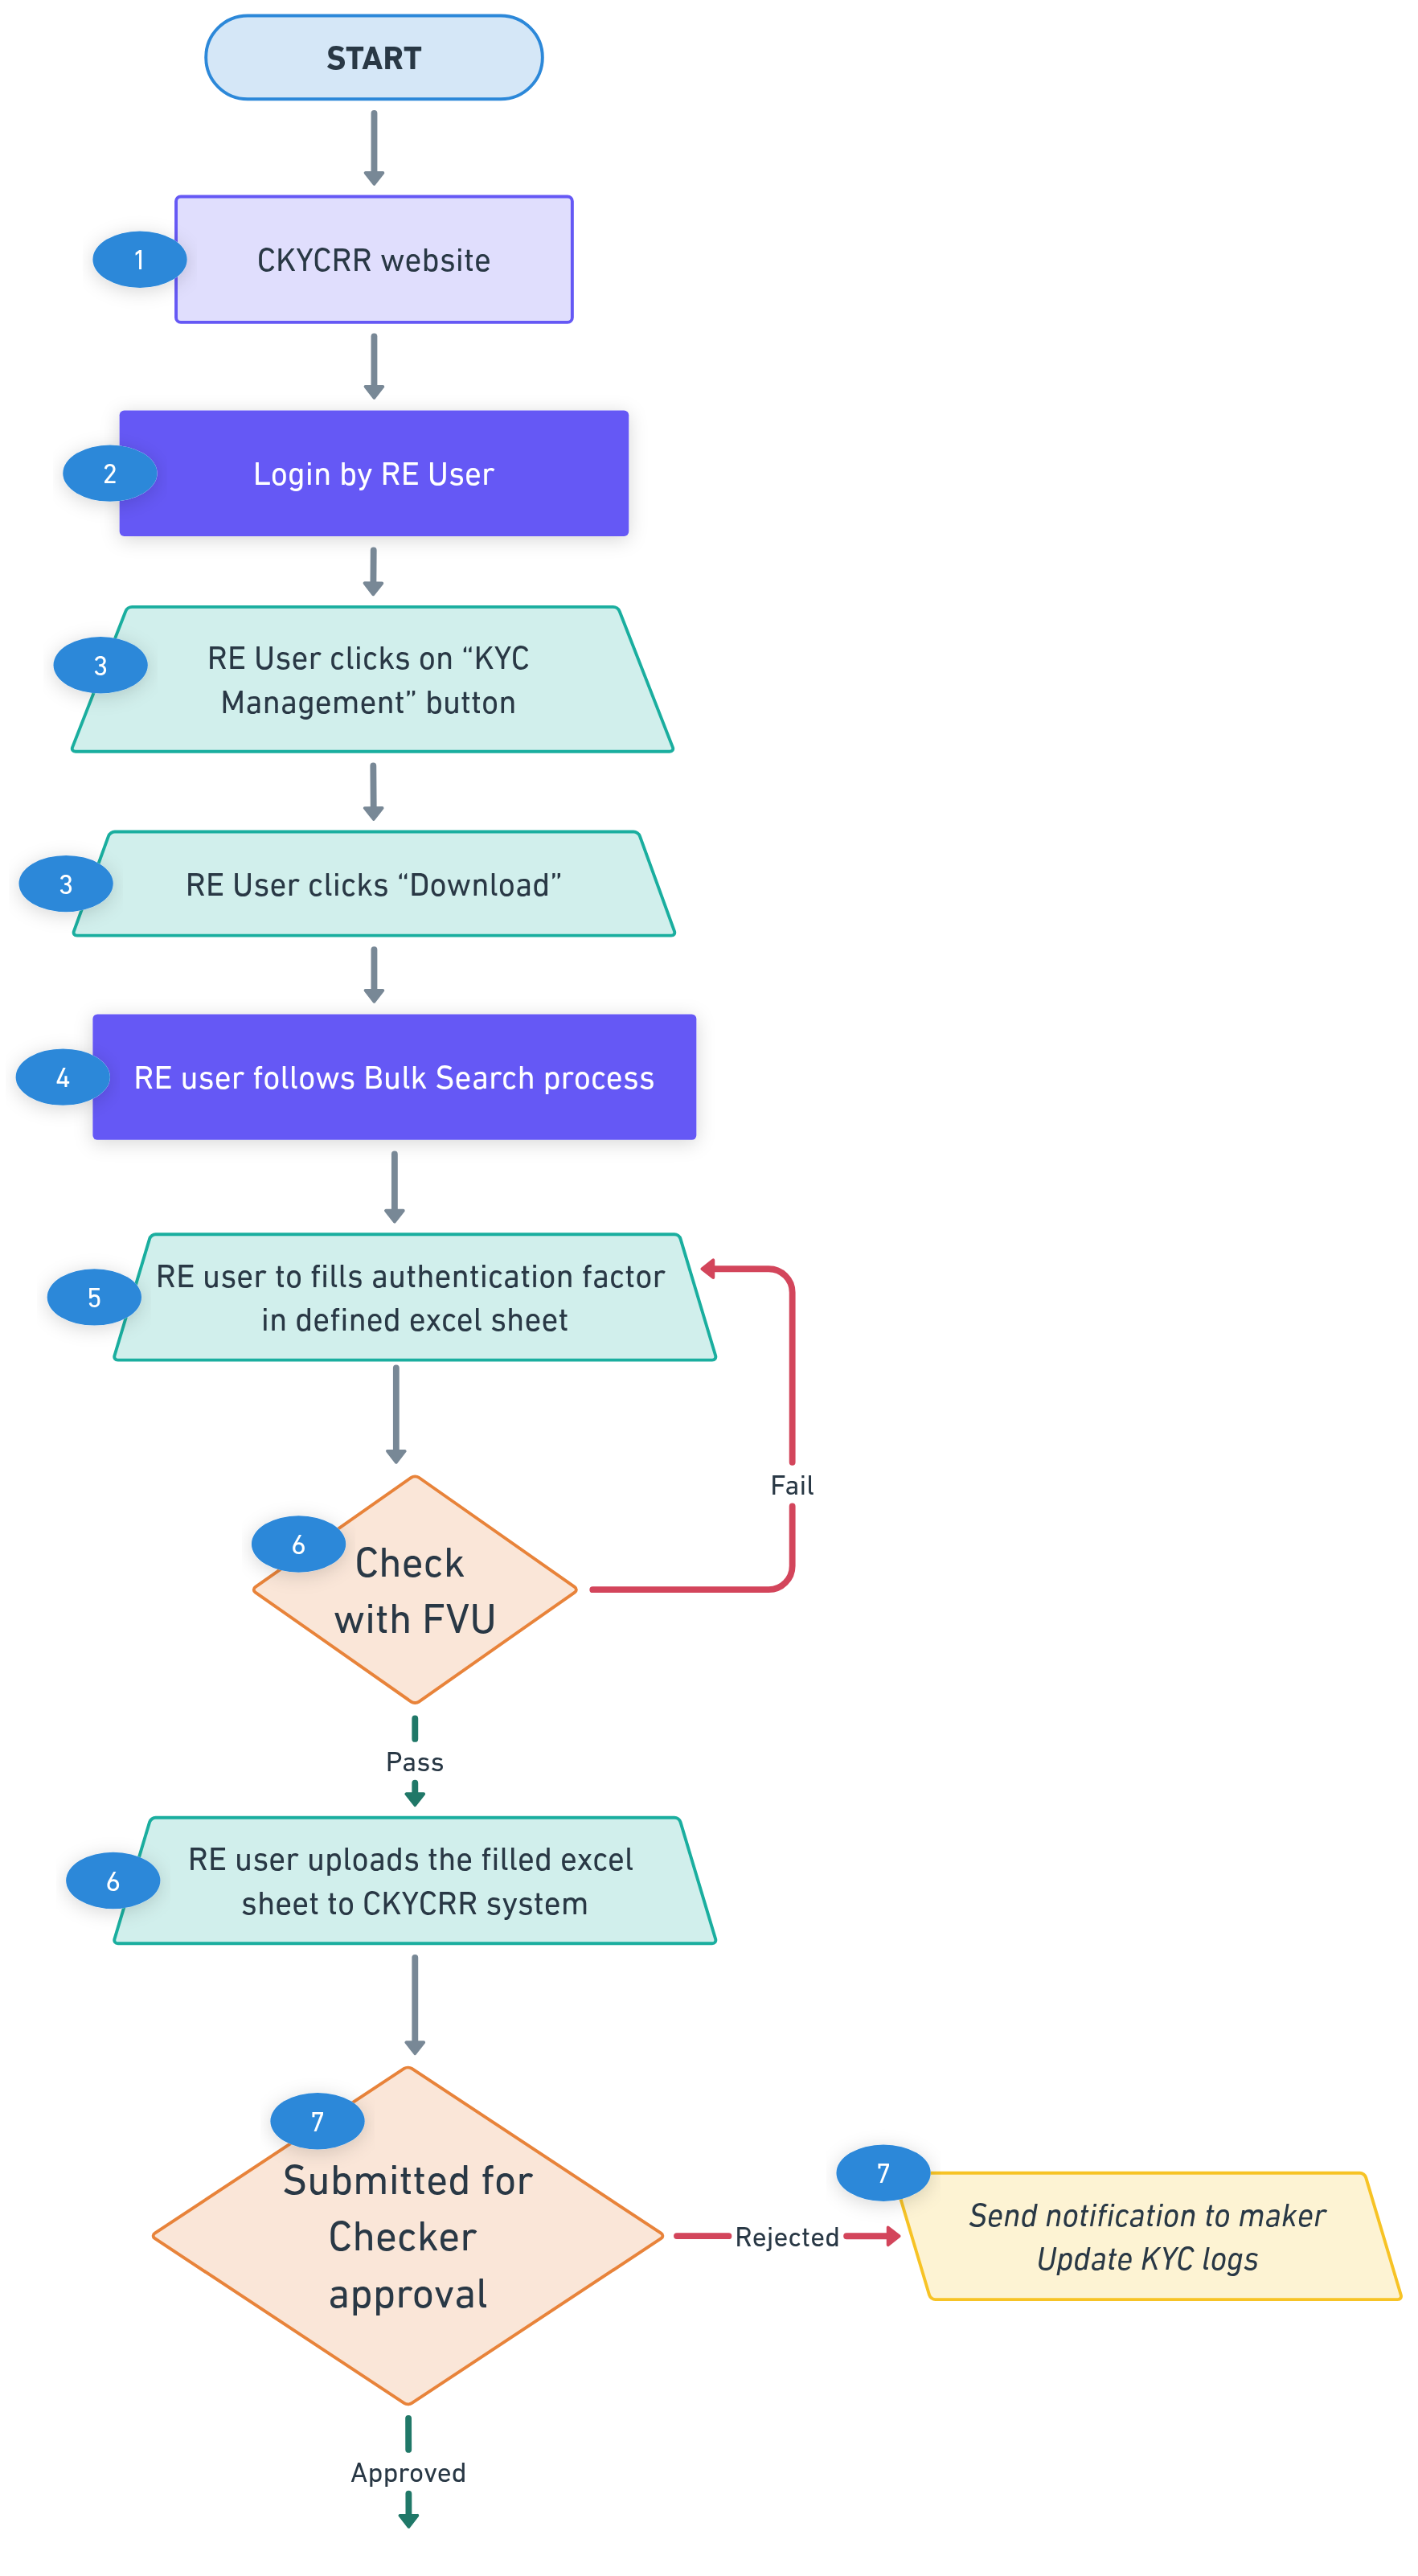 START
1
CKYCRR website
2
Login by RE User
3
RE User clicks on “KYC
Management” button
3
RE User clicks “Download”
4
RE user follows Bulk Search process
5
RE user to fills authentication factor
in defined excel sheet
Fail
6
Check
with FVU
Pass
6
RE user uploads the filled excel
sheet to CKYCRR system
7
Submitted for
Checker
approval
Rejected
7
Send notification to maker
Update KYC logs
Approved